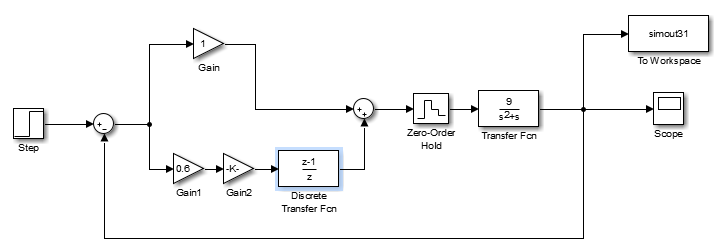 simout31
To Workspace
1
Gain
Step
+
−
+
+
Zero-Order
Hold
9
s2+s
Transfer Fcn
Scope
0.6
Gain1
-K-
Gain2
z-1
z
Discrete
Transfer Fcn